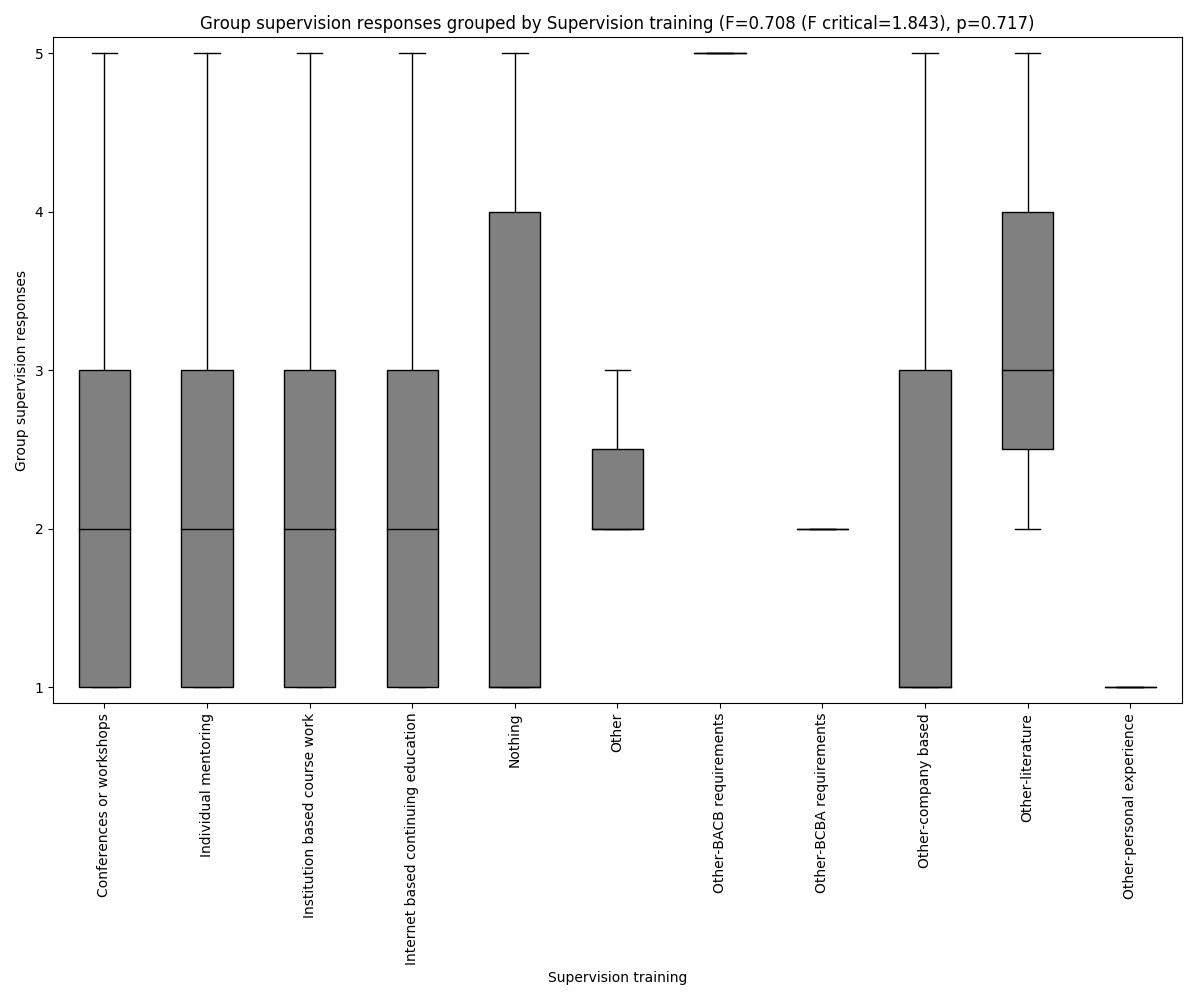 Group supervision responses grouped by Supervision training (F=0.708 (F critical=1.843), p=0.717)
Group supervision responses
5
4
3
2
1
Conferences or workshops
Individual mentoring
Institution based course work
Internet based continuing education
Nothing
Other
Other-BACB requirements
Other-BCBA requirements
Other-company based
Other-literature
Other-personal experience
Supervision training